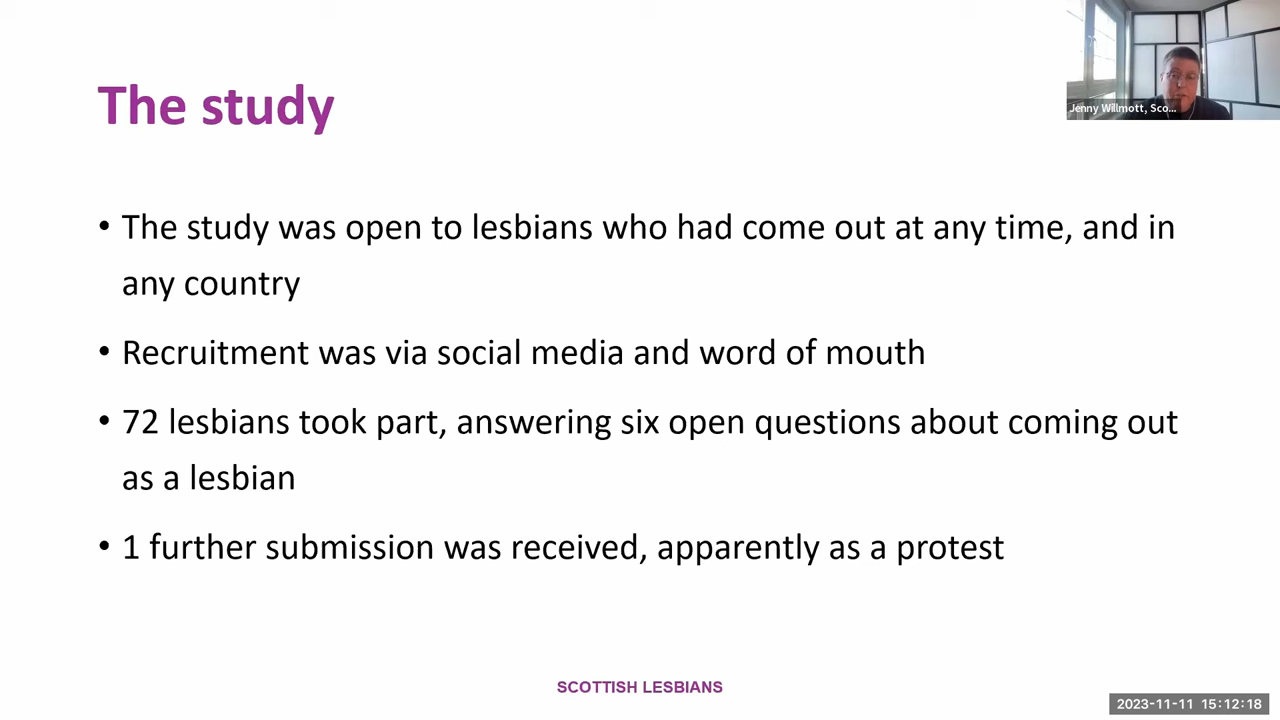 The study
Jenny Willmott, Sco...
• The study was open to lesbians who had come out at any time, and in
any country
• Recruitment was via social media and word of mouth
• 72 lesbians took part, answering six open questions about coming out
as a lesbian
• 1 further submission was received, apparently as a protest
SCOTTISH LESBIANS
2023-11-11 15:12:18